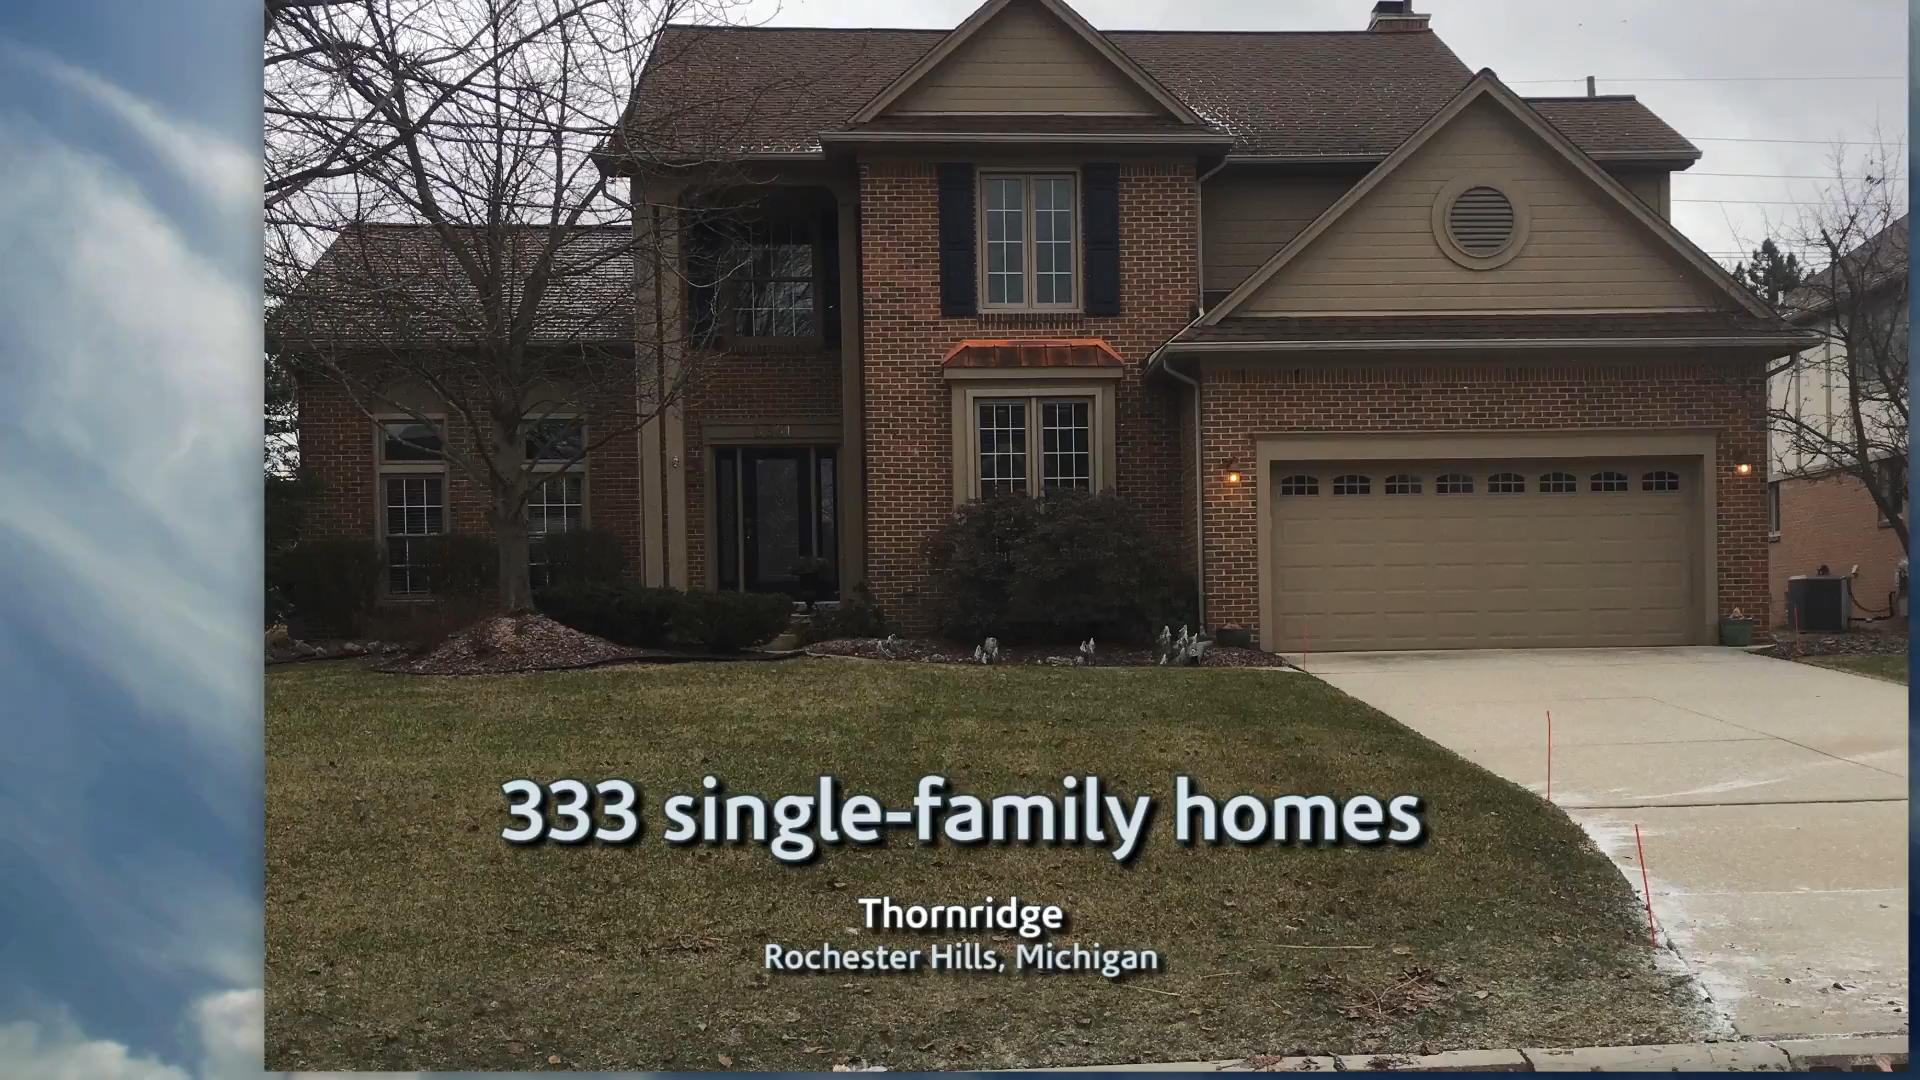 333 single-family homes
Thornridge
Rochester Hills, Michigan